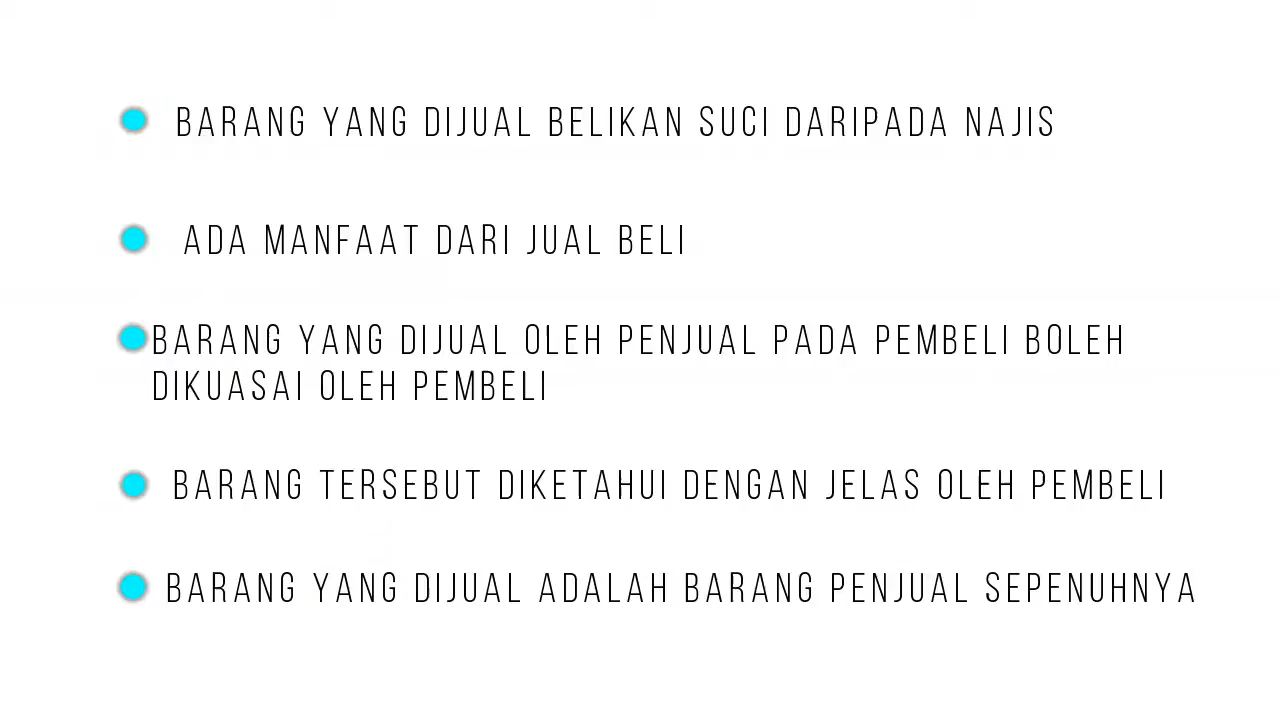 BARANG YANG DIJUAL BELIKAN SUCI DARIPADA NAJIS
ADA MANFAAT DARI JUAL BELI
BARANG YANG DIJUAL OLEH PENJUAL PADA PEMBELI BOLEH
DIKUASAI OLEH PEMBELI
BARANG TERSEBUT DIKETAHUI DENGAN JELAS OLEH PEMBELI
BARANG YANG DIJUAL ADALAH BARANG PENJUAL SEPENUHNYA